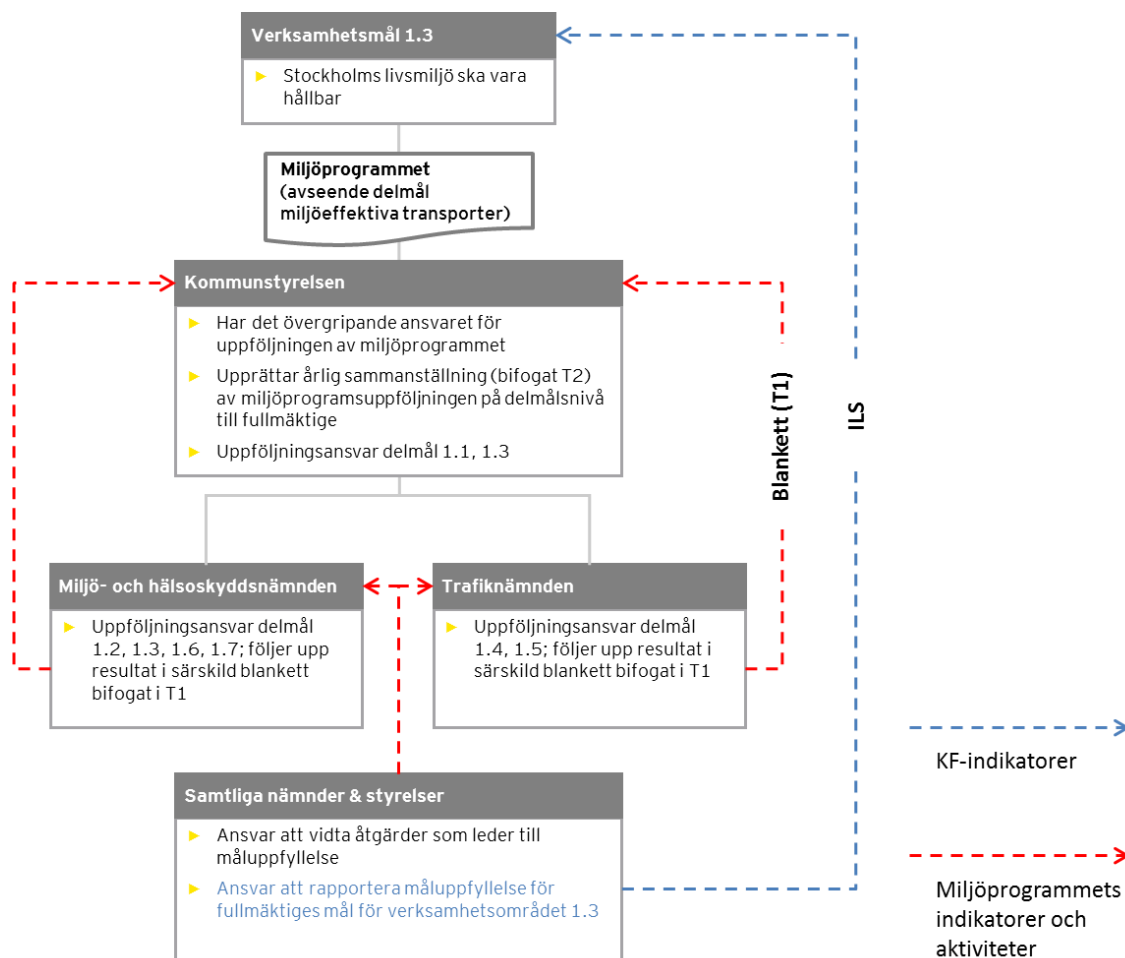 Verksamhetsmål 1.3
► Stockholms livsmiljö ska vara
hållbar
Miljöprogrammet
(avseende delmål
miljöeffektiva transporter)
Kommunstyrelsen
► Har det övergripande ansvaret för
uppföljningen av miljöprogrammet
► Upprättar årlig sammanställning (bifogat T2)
av miljöprogramsuppföljningen på delmålsnivå
till fullmäktige
► Uppföljningsansvar delmål 1.1, 1.3
Blankett (T1)
ILS
Miljö- och hälsoskyddsnämnden
► Uppföljningsansvar delmål
1.2, 1.3, 1.6, 1.7; följer upp
resultat i särskild blankett
bifogat i T1
Trafiknämnden
► Uppföljningsansvar delmål
1.4, 1.5; följer upp resultat i
särskild blankett bifogat i T1
Samtliga nämnder & styrelser
► Ansvar att vidta åtgärder som leder till
måluppfyllelse
► Ansvar att rapportera måluppfyllelse för
fullmäktiges mål för verksamhetsområdet 1.3
KF-indikatorer
Miljöprogrammets
indikatorer och
aktiviteter